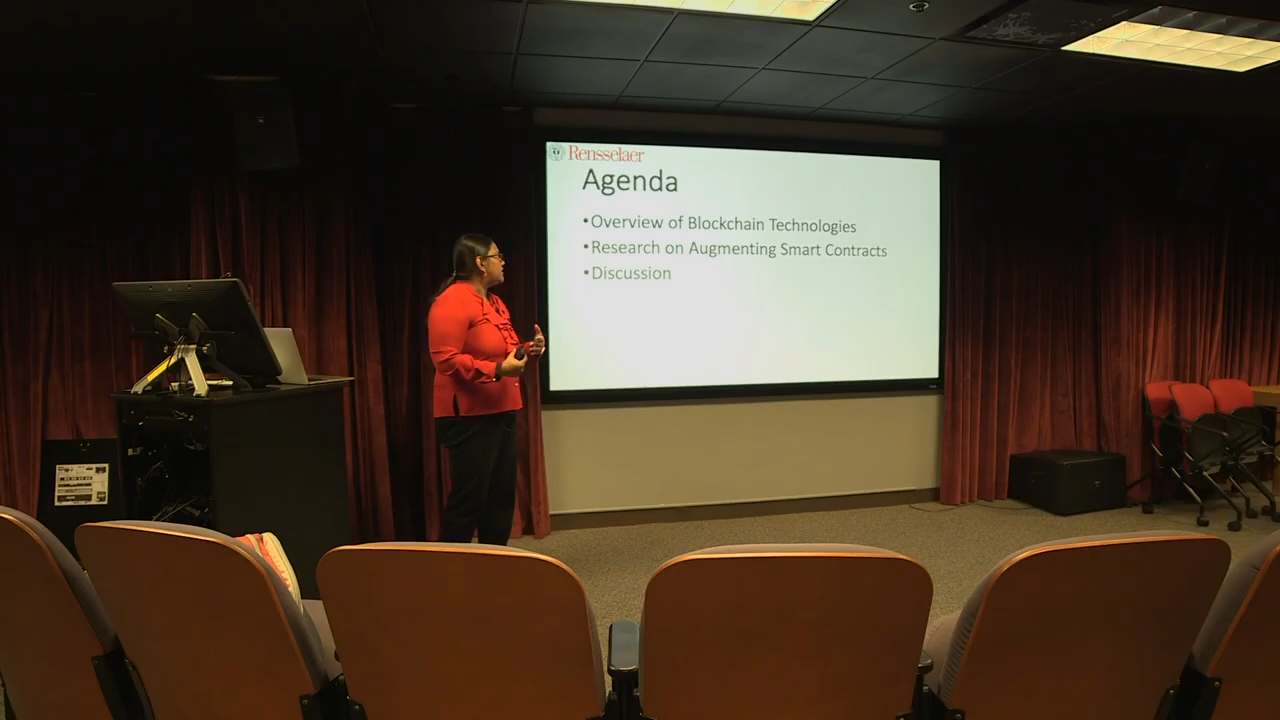 Rensselaer
Agenda
•Overview of Blockchain Technologies
•Research on Augmenting Smart Contracts
•Discussion